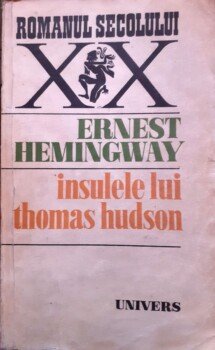 ROMANUL SECOLULUI
XX
ERNEST
HEMINGWAY
insulele lui
thomas hudson
UNIVERS